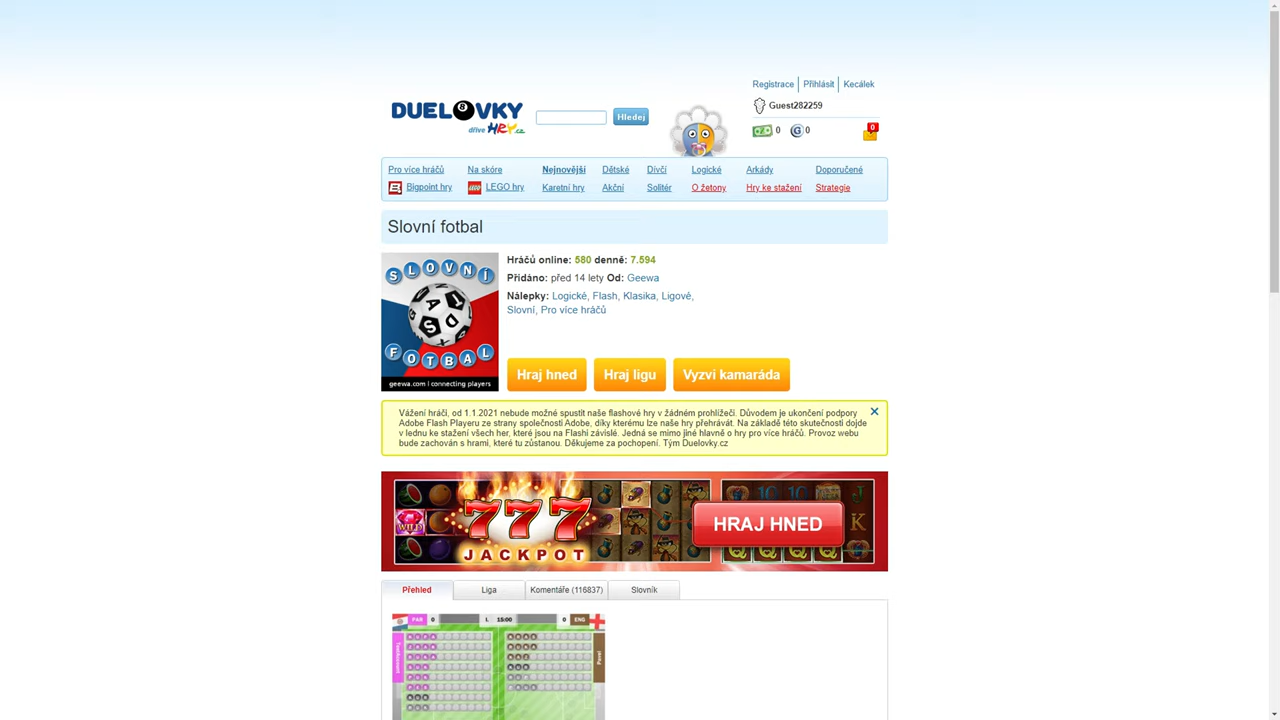 Registrace Přihlásit Kecálek
DUELOVKY
dříve HRY.cz
Hledej
Guest282259
0 G 0 0
Pro více hráčů Na skóre Nejnovější Dětské Dívčí Logické Arkády Doporučené
Bigpoint hry LEGO hry Karetní hry Akční Solitér O žetony Hry ke stažení Strategie
Slovní fotbal
SLOVNÍ
FOTBAL
geewa.com | connecting players
Hráčů online: 580 denně: 7.594
Přidáno: před 14 lety Od: Geewa
Nálepky: Logické, Flash, Klasika, Ligové,
Slovní, Pro více hráčů
Hraj hned Hraj ligu Vyzvi kamaráda
Vážení hráči, od 1.1.2021 nebude možné spustit naše flashové hry v žádném prohlížeči. Důvodem je ukončení podpory
Adobe Flash Playeru ze strany společnosti Adobe, díky kterému lze naše hry přehrávat. Na základě této skutečnosti dojde
v lednu ke stažení všech her, které jsou na Flashi závislé. Jedná se mimo jiné hlavně o hry pro více hráčů. Provoz webu
bude zachován s hrami, které tu zůstanou. Děkujeme za pochopení. Tým Duelovky.cz
WILD
777
JACKPOT
HRAJ HNED
Přehled Liga Komentáře (116837) Slovník
PAR 0 I. 15:00 0 ENG
Pavel